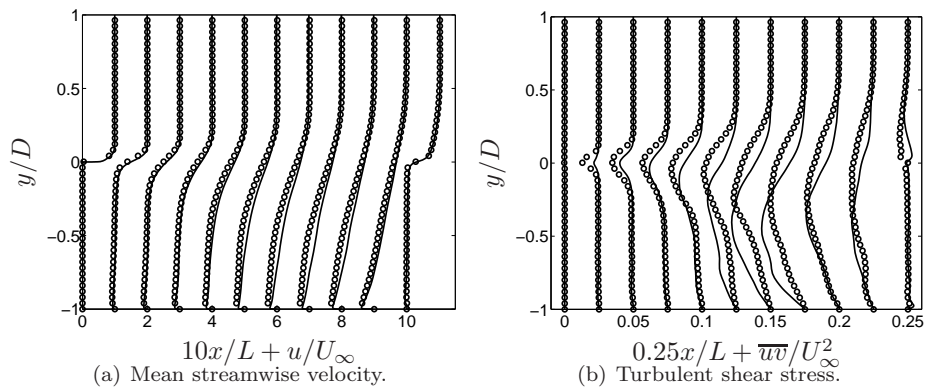 1
0.5
0
−0.5
−1
y/D
0 2 4 6 8 10
10x/L + u/U∞
(a) Mean streamwise velocity.
1
0.5
0
−0.5
−1
y/D
0 0.05 0.1 0.15 0.2 0.25
0.25x/L + \overline{uv}/U_∞^2
(b) Turbulent shear stress.